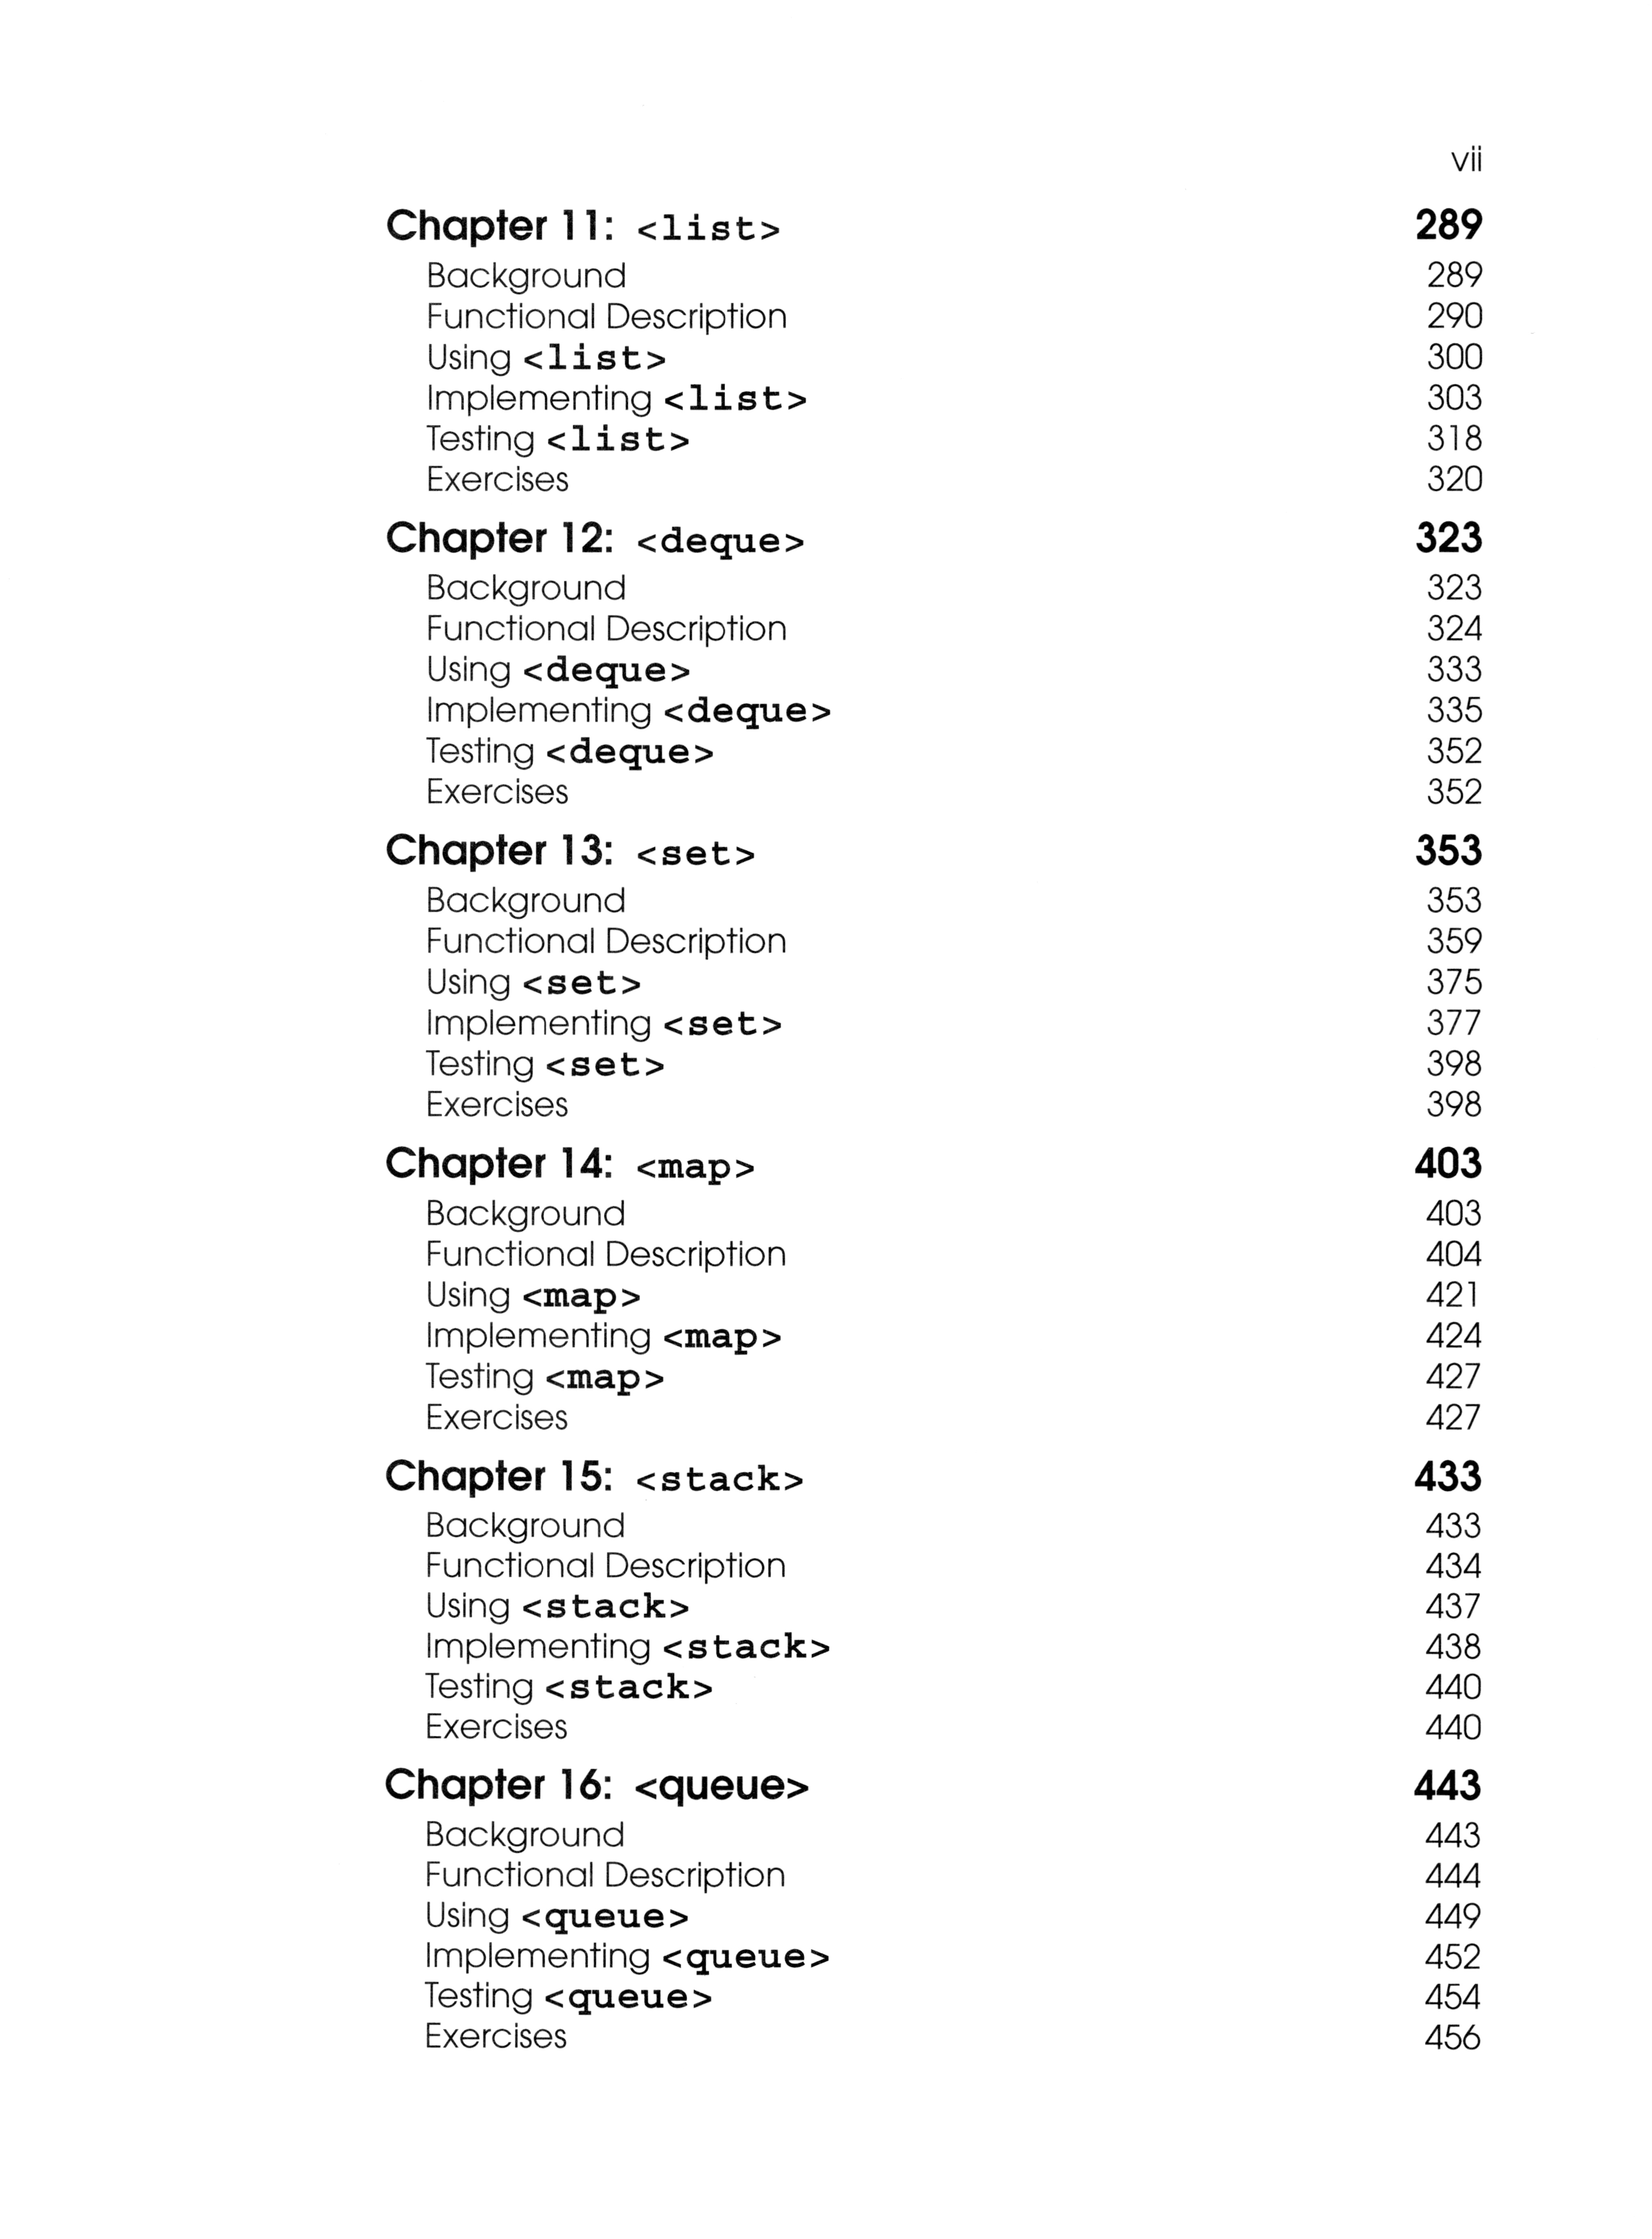 vii
Chapter 11: <list> 289
Background 289
Functional Description 290
Using <list> 300
Implementing <list> 303
Testing <list> 318
Exercises 320
Chapter 12: <deque> 323
Background 323
Functional Description 324
Using <deque> 333
Implementing <deque> 335
Testing <deque> 352
Exercises 352
Chapter 13: <set> 353
Background 353
Functional Description 359
Using <set> 375
Implementing <set> 377
Testing <set> 398
Exercises 398
Chapter 14: <map> 403
Background 403
Functional Description 404
Using <map> 421
Implementing <map> 424
Testing <map> 427
Exercises 427
Chapter 15: <stack> 433
Background 433
Functional Description 434
Using <stack> 437
Implementing <stack> 438
Testing <stack> 440
Exercises 440
Chapter 16: <queue> 443
Background 443
Functional Description 444
Using <queue> 449
Implementing <queue> 452
Testing <queue> 454
Exercises 456